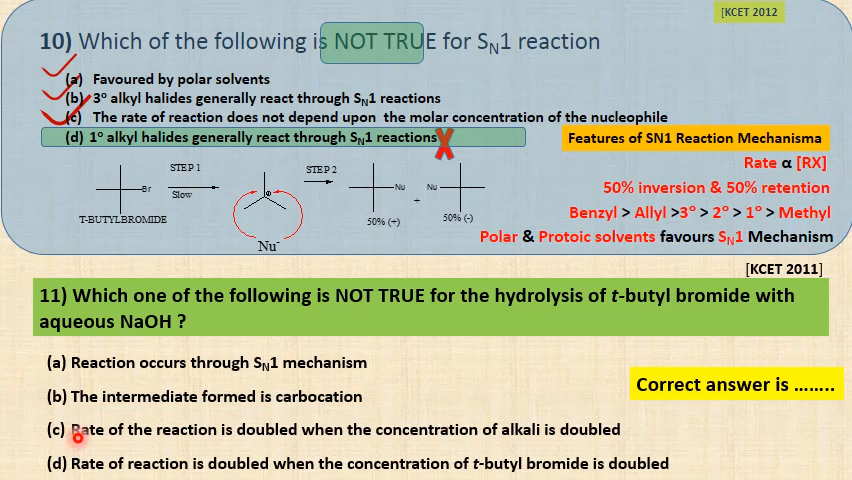 [KCET 2012
10) Which of the following is NOT TRUE for SN1 reaction
(a) Favoured by polar solvents
(b) 3° alkyl halides generally react through SN1 reactions
(c) The rate of reaction does not depend upon the molar concentration of the nucleophile
(d) 1° alkyl halides generally react through SN1 reactions
Features of SN1 Reaction Mechanisma
Rate α [RX]
50% inversion & 50% retention
Benzyl > Allyl >3° > 2° > 1° > Methyl
Polar & Protoic solvents favours SN1 Mechanism
STEP 1
Slow
Br
T-BUTYLBROMIDE
⊕
Nu-
STEP 2
Nu
50% (+)
+
Nu
50% (-)
[KCET 2011]
11) Which one of the following is NOT TRUE for the hydrolysis of t-butyl bromide with
aqueous NaOH ?
(a) Reaction occurs through SN1 mechanism
(b) The intermediate formed is carbocation
(c) Rate of the reaction is doubled when the concentration of alkali is doubled
(d) Rate of reaction is doubled when the concentration of t-butyl bromide is doubled
Correct answer is ……..